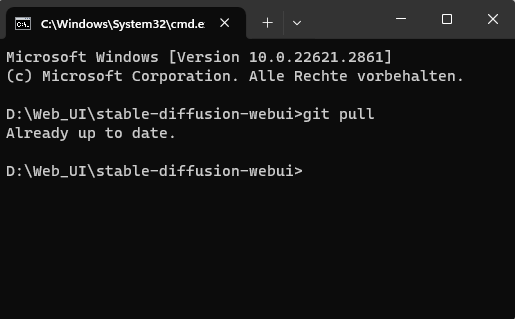 C:\Windows\System32\cmd.e
Microsoft Windows [Version 10.0.22621.2861]
(c) Microsoft Corporation. Alle Rechte vorbehalten.
D:\Web_UI\stable-diffusion-webui>git pull
Already up to date.
D:\Web_UI\stable-diffusion-webui>